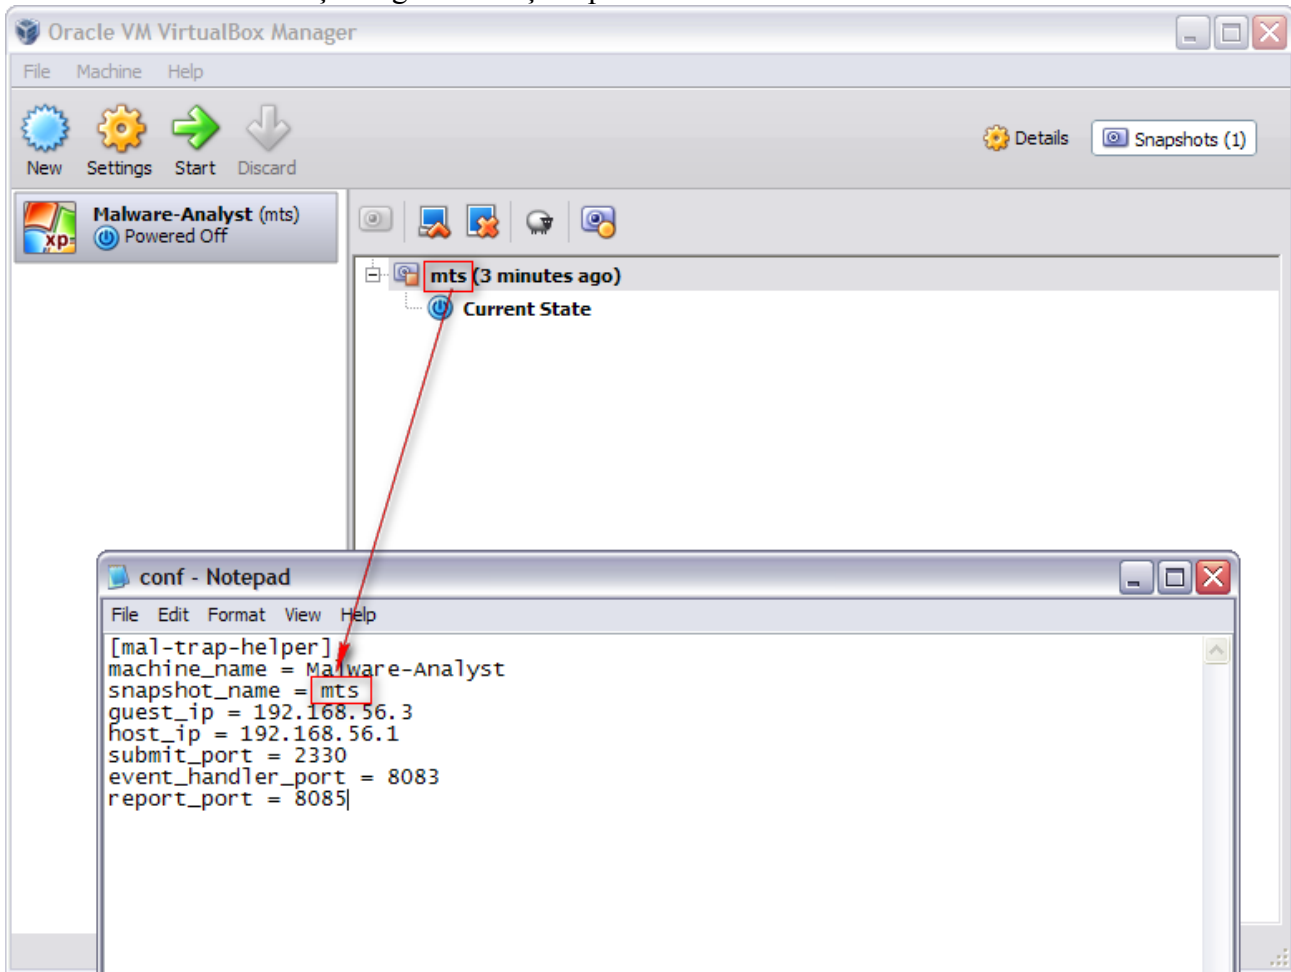 Oracle VM VirtualBox Manager
File Machine Help
New Settings Start Discard
Details Snapshots (1)
Malware-Analyst (mts)
Powered Off
xp
mts (3 minutes ago)
Current State
conf - Notepad
File Edit Format View Help
[mal-trap-helper]
machine_name = Malware-Analyst
snapshot_name = mts
guest_ip = 192.168.56.3
host_ip = 192.168.56.1
submit_port = 2330
event_handler_port = 8083
report_port = 8085